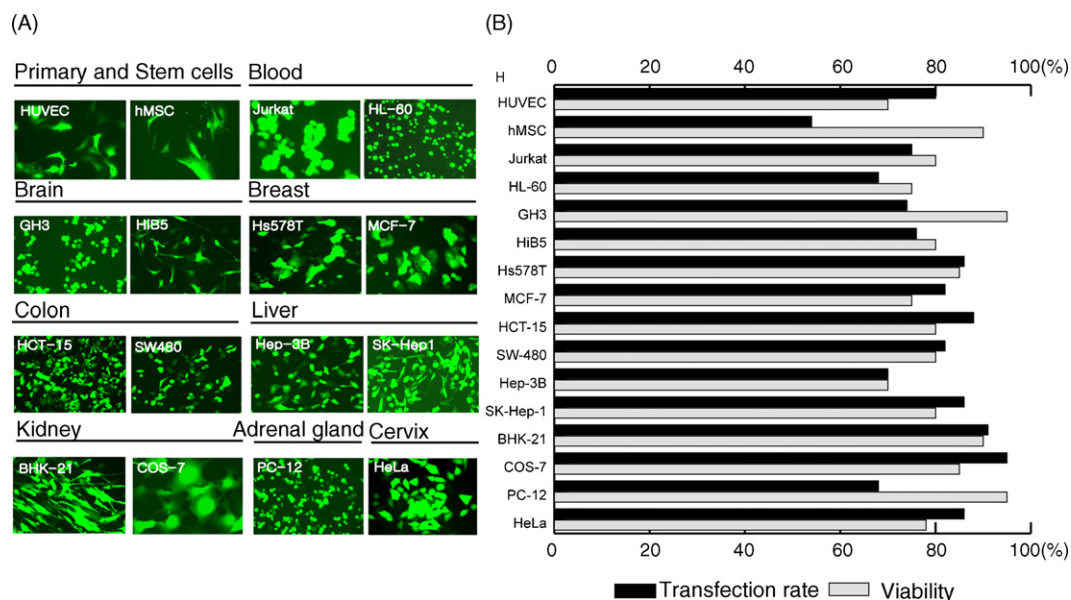 (A)
Primary and Stem cells Blood
HUVEC hMSC Jurkat HL-60
Brain Breast
GH3 HiB5 Hs578T MCF-7
Colon Liver
HCT-15 SW480 Hep-3B SK-Hep1
Kidney Adrenal gland Cervix
BHK-21 COS-7 PC-12 HeLa
(B)
0 20 40 60 80 100(%)
H
HUVEC
hMSC
Jurkat
HL-60
GH3
HiB5
Hs578T
MCF-7
HCT-15
SW-480
Hep-3B
SK-Hep-1
BHK-21
COS-7
PC-12
HeLa
0 20 40 60 80 100(%)
Transfection rate Viability